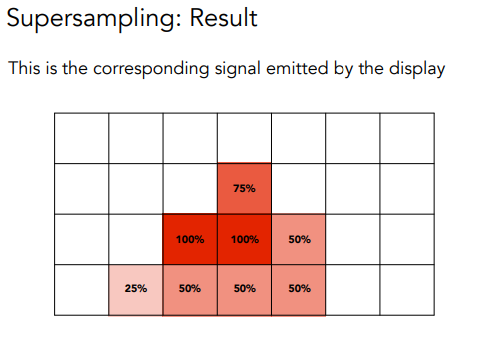 Supersampling: Result
This is the corresponding signal emitted by the display
75%
100% 100% 50%
25% 50% 50% 50%